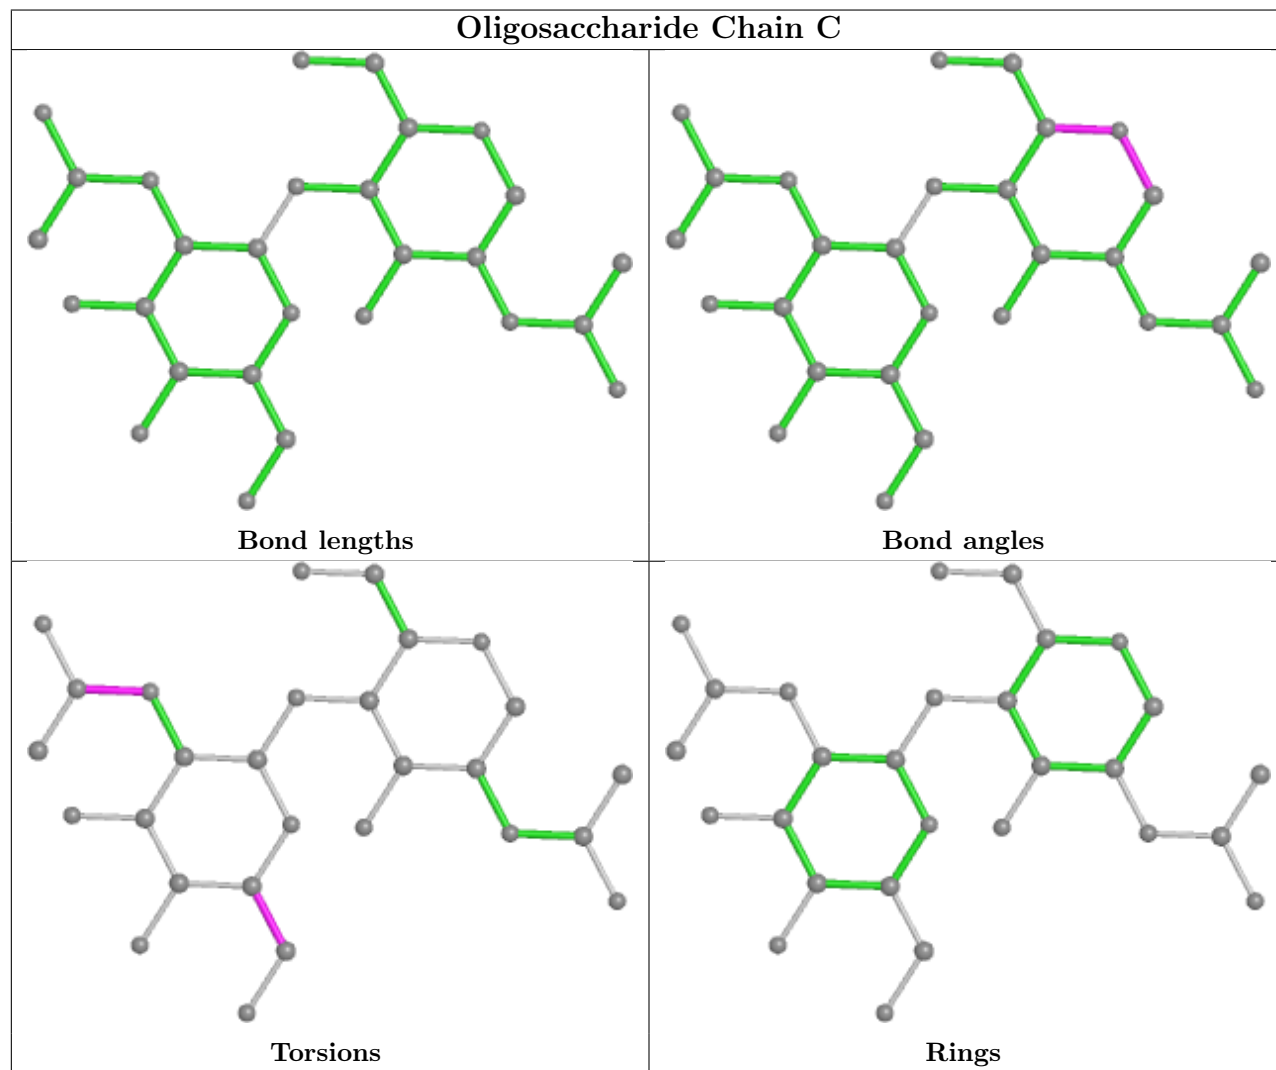 Oligosaccharide Chain C
Bond lengths
Bond angles
Torsions
Rings